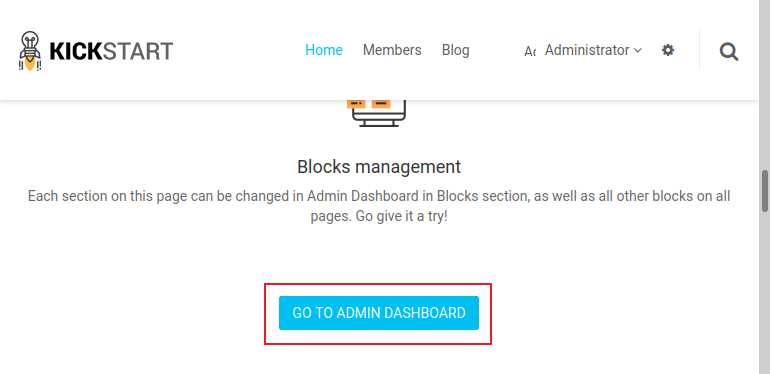 KICKSTART
Home Members Blog Administrator
Blocks management
Each section on this page can be changed in Admin Dashboard in Blocks section, as well as all other blocks on all
pages. Go give it a try!
GO TO ADMIN DASHBOARD